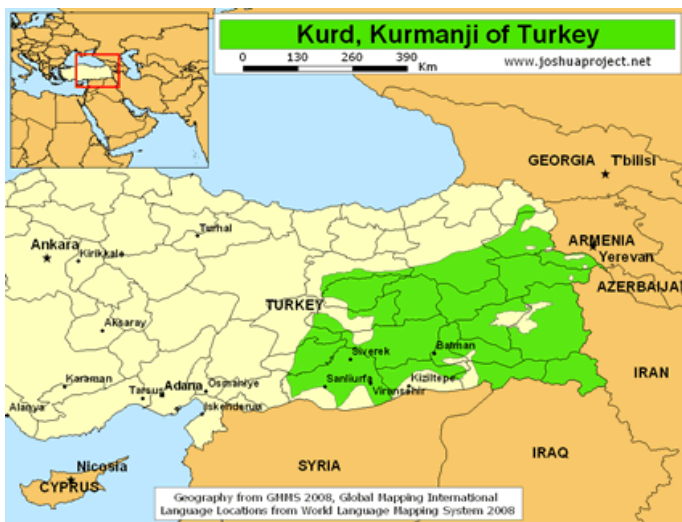 Kurd, Kurmanji of Turkey
0 130 260 390
Km
www.joshuaproject.net
GEORGIA T'bilisi
Turhal
Ankara
Kirikkale
ARMENIA
Yerevan
AZERBAIJAN
TURKEY
Aksaray
Siverek
Batman
IRAN
Karaman
Tarsus
Adana
Osmaniye
Sanliurfa
Viransehir
Kiziltepe
Alanya
Iskenderun
Nicosia
CYPRUS
SYRIA
IRAQ
Geography from GMMS 2008, Global Mapping International
Language Locations from World Language Mapping System 2008